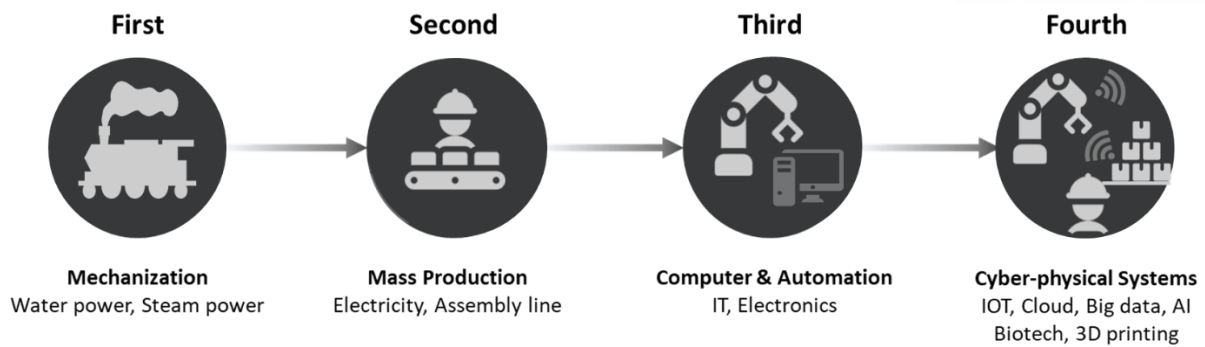 First
Second
Third
Fourth
Mechanization
Water power, Steam power
Mass Production
Electricity, Assembly line
Computer & Automation
IT, Electronics
Cyber-physical Systems
IOT, Cloud, Big data, AI
Biotech, 3D printing